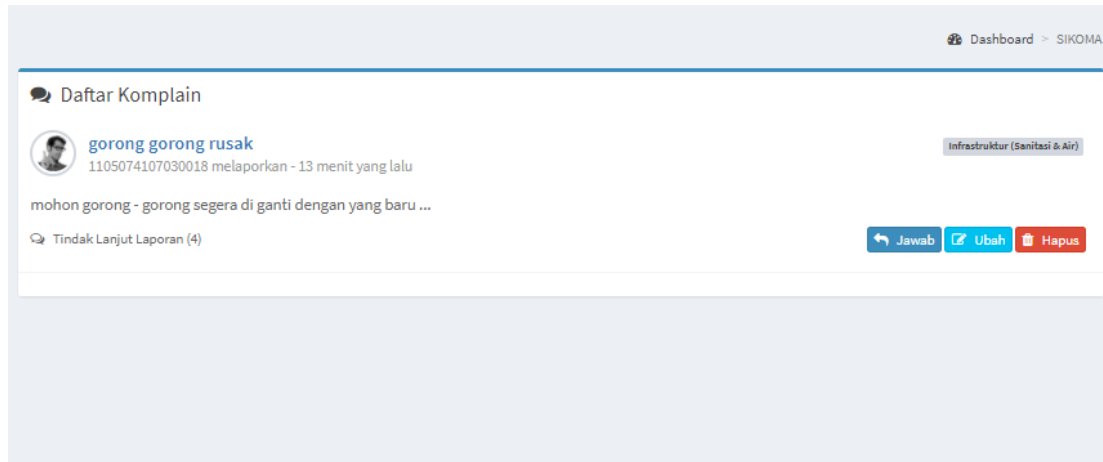 Dashboard > SIKOMA
Daftar Komplain
gorong gorong rusak
Infrastruktur (Sanitasi & Air)
1105074107030018 melaporkan - 13 menit yang lalu
mohon gorong - gorong segera di ganti dengan yang baru ...
Tindak Lanjut Laporan (4)
Jawab Ubah Hapus